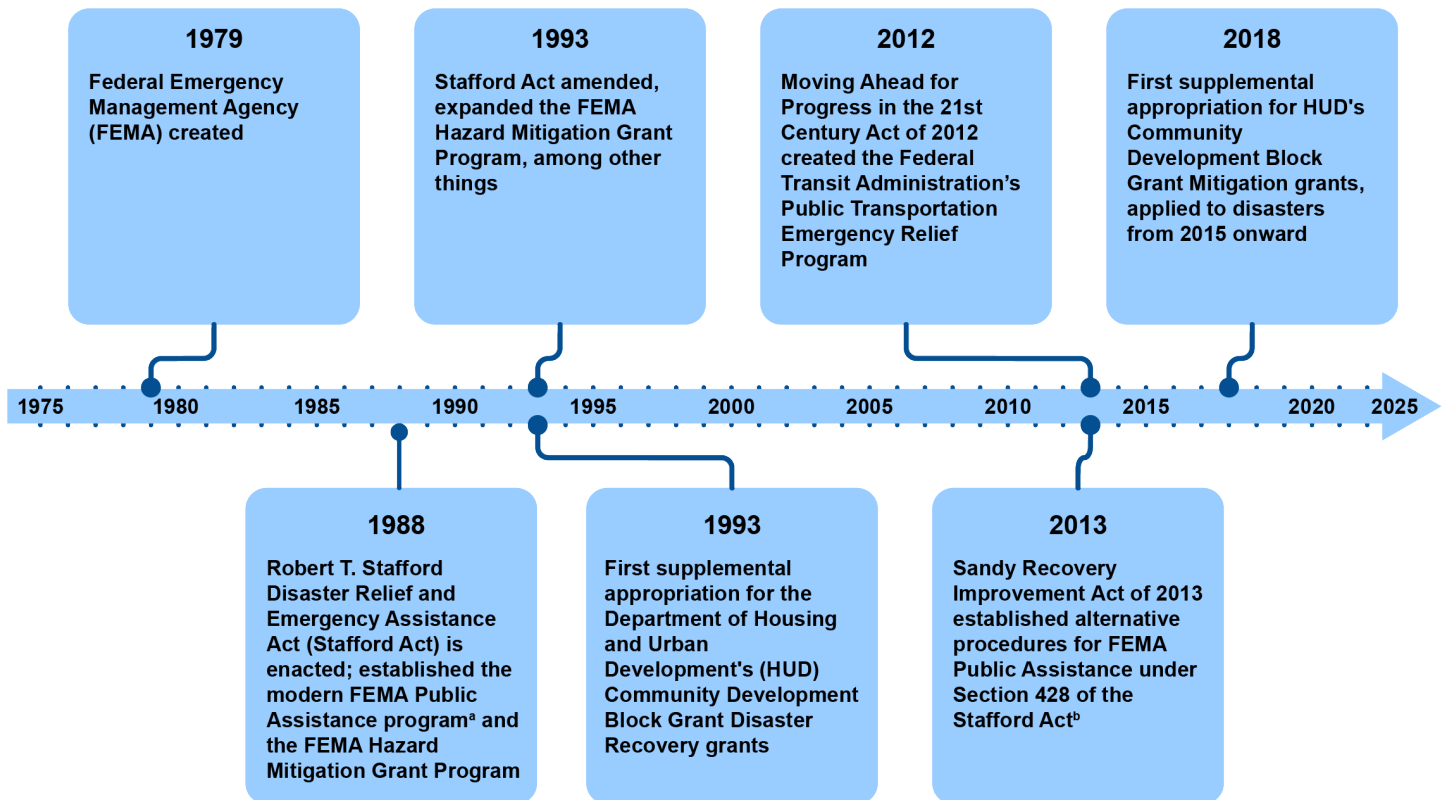 1979
Federal Emergency
Management Agency
(FEMA) created
1993
Stafford Act amended,
expanded the FEMA
Hazard Mitigation Grant
Program, among other
things
2012
Moving Ahead for
Progress in the 21st
Century Act of 2012
created the Federal
Transit Administration’s
Public Transportation
Emergency Relief
Program
2018
First supplemental
appropriation for HUD's
Community
Development Block
Grant Mitigation grants,
applied to disasters
from 2015 onward
1975 1980 1985 1990 1995 2000 2005 2010 2015 2020 2025
1988
Robert T. Stafford
Disaster Relief and
Emergency Assistance
Act (Stafford Act) is
enacted; established the
modern FEMA Public
Assistance programᵃ and
the FEMA Hazard
Mitigation Grant Program
1993
First supplemental
appropriation for the
Department of Housing
and Urban
Development's (HUD)
Community Development
Block Grant Disaster
Recovery grants
2013
Sandy Recovery
Improvement Act of 2013
established alternative
procedures for FEMA
Public Assistance under
Section 428 of the
Stafford Actᵇ